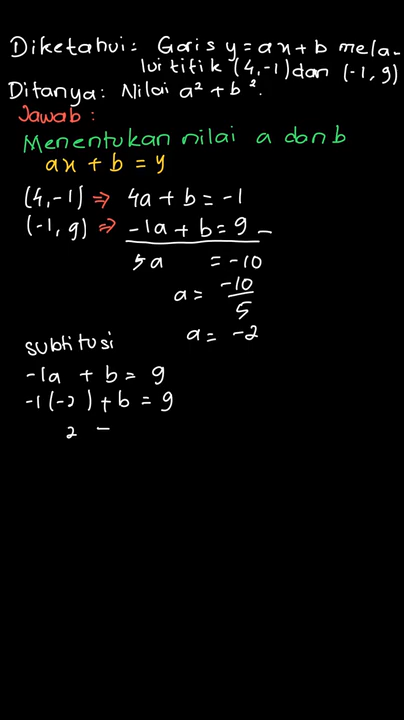 Diketahui: Garis y = ax + b mela-
lui titik (4,-1) dan (-1, 9)
Ditanya: Nilai a² + b².
Jawab:
Menentukan nilai a dan b
ax + b = y
(4,-1) ⇒ 4a + b = -1
(-1, 9) ⇒ -1a + b = 9 -
5a = -10
a = -10/5
a = -2
subtitusi
-1a + b = 9
-1(-2) + b = 9
2 -